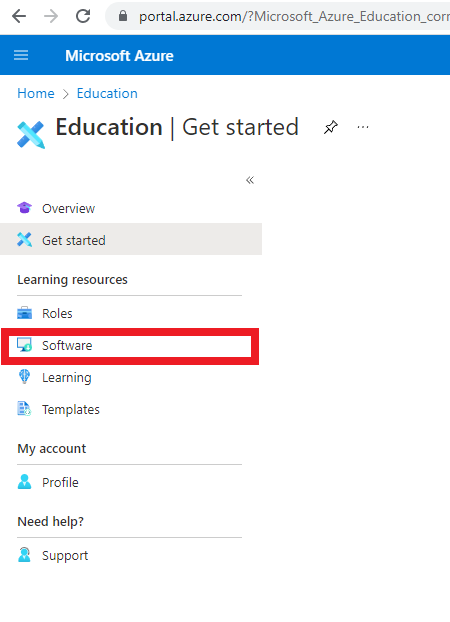 portal.azure.com/?Microsoft_Azure_Education_corr
Microsoft Azure
Home > Education
Education | Get started
Overview
Get started
Learning resources
Roles
Software
Learning
Templates
My account
Profile
Need help?
Support